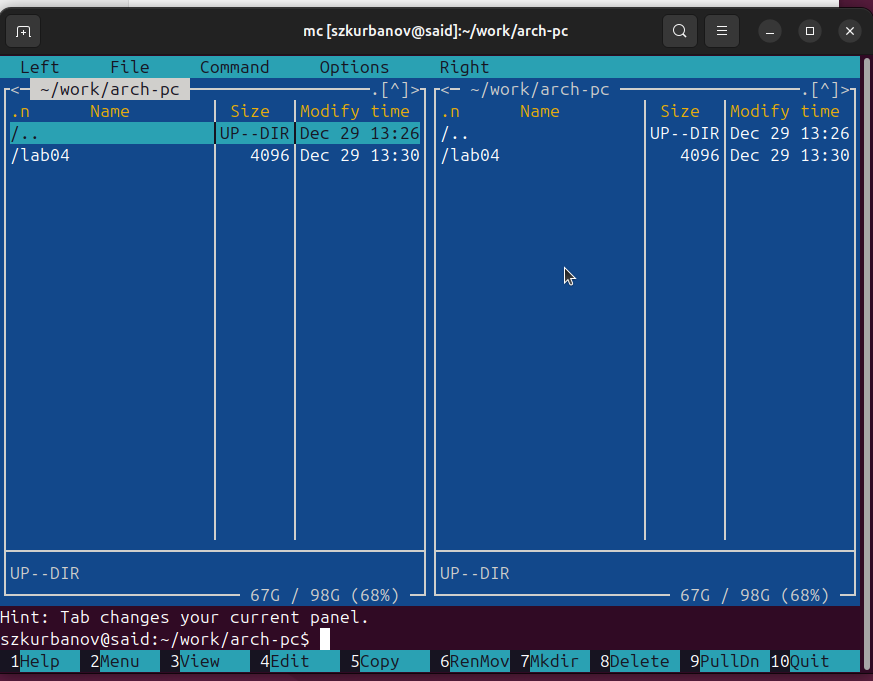 mc [szkurbanov@said]:~/work/arch-pc
Left File Command Options Right
<─ ~/work/arch-pc ─.[^]> <─ ~/work/arch-pc ─.[^]>
.n Name Size Modify time .n Name Size Modify time
/.. UP--DIR Dec 29 13:26 /.. UP--DIR Dec 29 13:26
/lab04 4096 Dec 29 13:30 /lab04 4096 Dec 29 13:30
UP--DIR UP--DIR
67G / 98G (68%) 67G / 98G (68%)
Hint: Tab changes your current panel.
szkurbanov@said:~/work/arch-pc$
1Help 2Menu 3View 4Edit 5Copy 6RenMov 7Mkdir 8Delete 9PullDn 10Quit